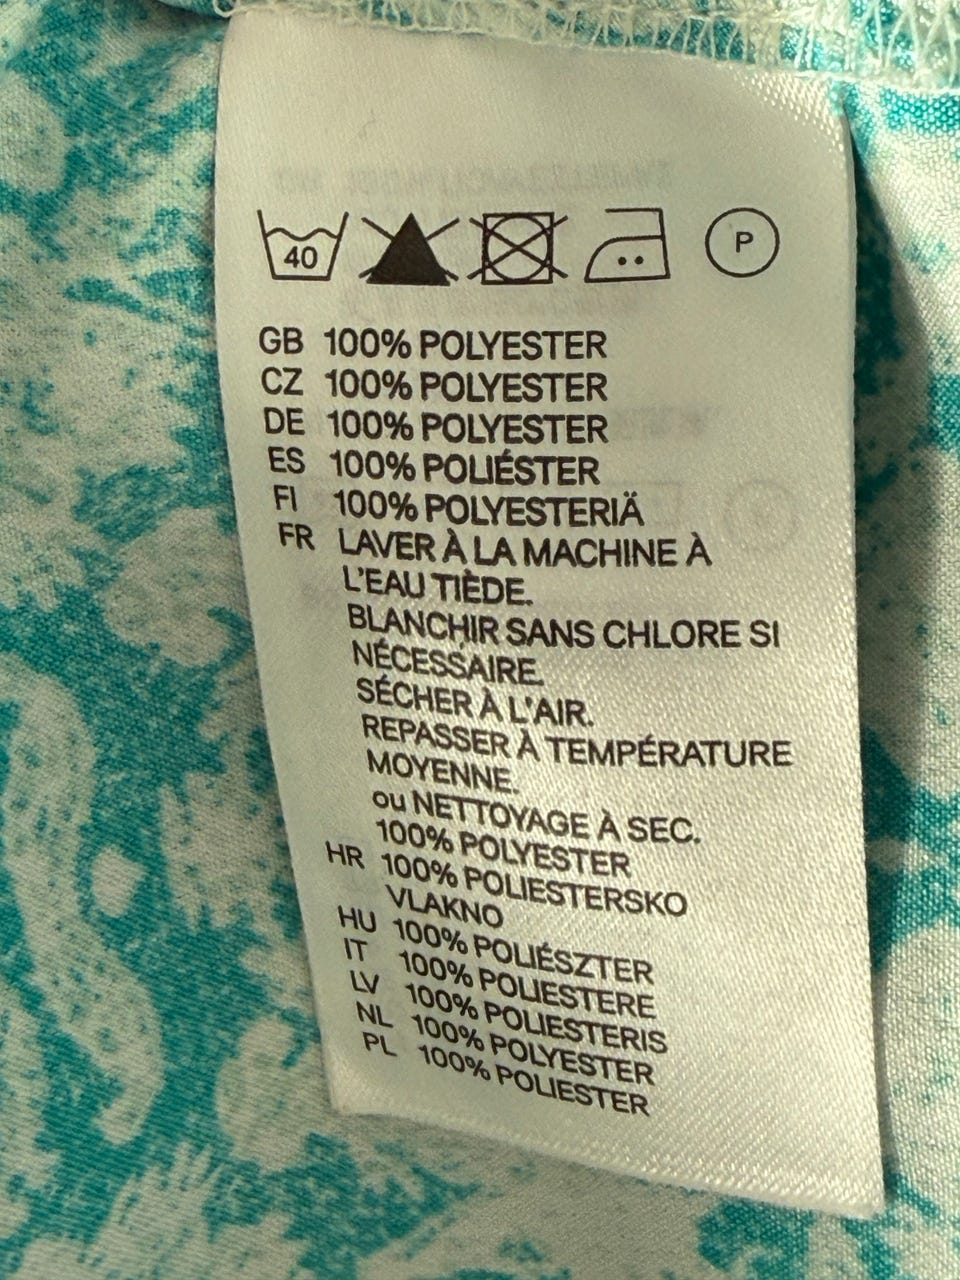 40 P
GB 100% POLYESTER
CZ 100% POLYESTER
DE 100% POLYESTER
ES 100% POLIÉSTER
FI 100% POLYESTERIÄ
FR LAVER À LA MACHINE À
L'EAU TIÈDE.
BLANCHIR SANS CHLORE SI
NÉCESSAIRE.
SÉCHER À L'AIR.
REPASSER À TEMPÉRATURE
MOYENNE.
ou NETTOYAGE À SEC.
100% POLYESTER
HR 100% POLIESTERSKO
VLAKNO
HU 100% POLIÉSZTER
IT 100% POLIESTERE
LV 100% POLIESTERIS
NL 100% POLYESTER
PL 100% POLIESTER